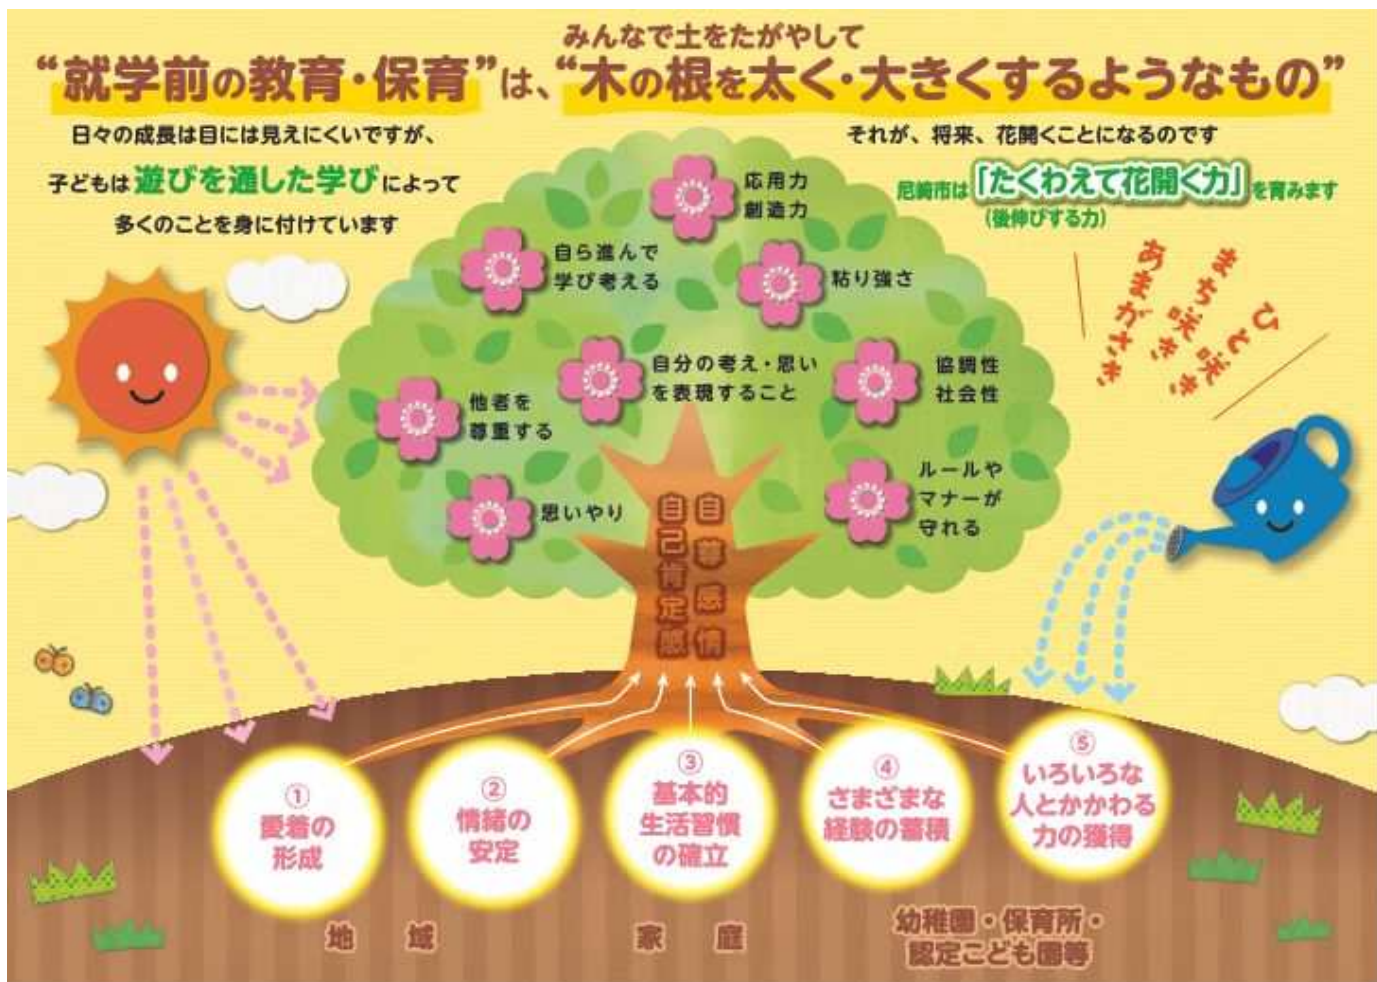 みんなで土をたがやして
“就学前の教育・保育”は、“木の根を太く・大きくするようなもの”
日々の成長は目には見えにくいですが、
子どもは遊びを通した学びによって
多くのことを身に付けています
それが、将来、花開くことになるのです
尼崎市は「たくわえて花開く力」を育みます
(後伸びする力)
ひと咲き
まち咲き
あまがさき
応用力
創造力
自ら進んで
学び考える
粘り強さ
自分の考え・思い
を表現すること
協調性
社会性
他者を
尊重する
思いやり
ルールや
マナーが
守れる
自尊感情
自己肯定感
①
愛着の
形成
②
情緒の
安定
③
基本的
生活習慣
の確立
④
さまざまな
経験の蓄積
⑤
いろいろな
人とかかわる
力の獲得
地域
家庭
幼稚園・保育所・
認定こども園等